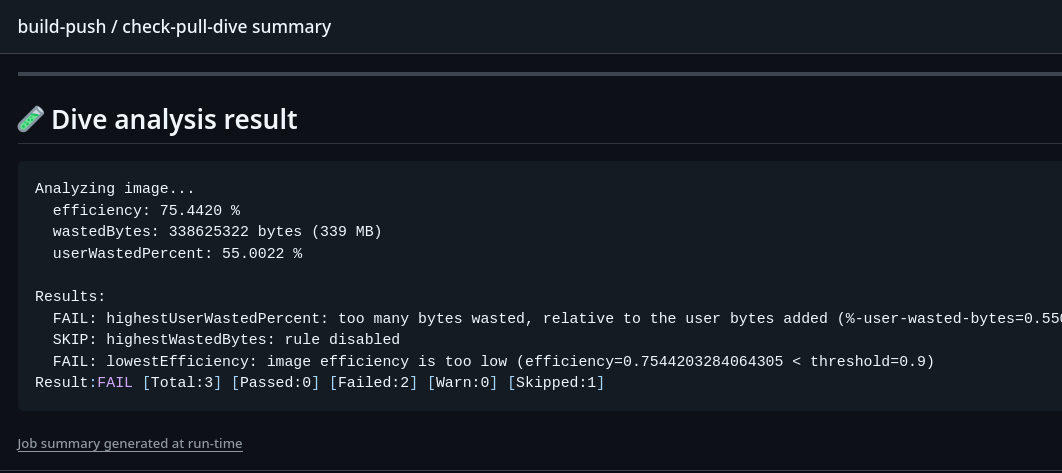 build-push / check-pull-dive summary
Dive analysis result
Analyzing image...
efficiency: 75.4420 %
wastedBytes: 338625322 bytes (339 MB)
userWastedPercent: 55.0022 %
Results:
FAIL: highestUserWastedPercent: too many bytes wasted, relative to the user bytes added (%-user-wasted-bytes=0.550
SKIP: highestWastedBytes: rule disabled
FAIL: lowestEfficiency: image efficiency is too low (efficiency=0.7544203284064305 < threshold=0.9)
Result:FAIL [Total:3] [Passed:0] [Failed:2] [Warn:0] [Skipped:1]
Job summary generated at run-time